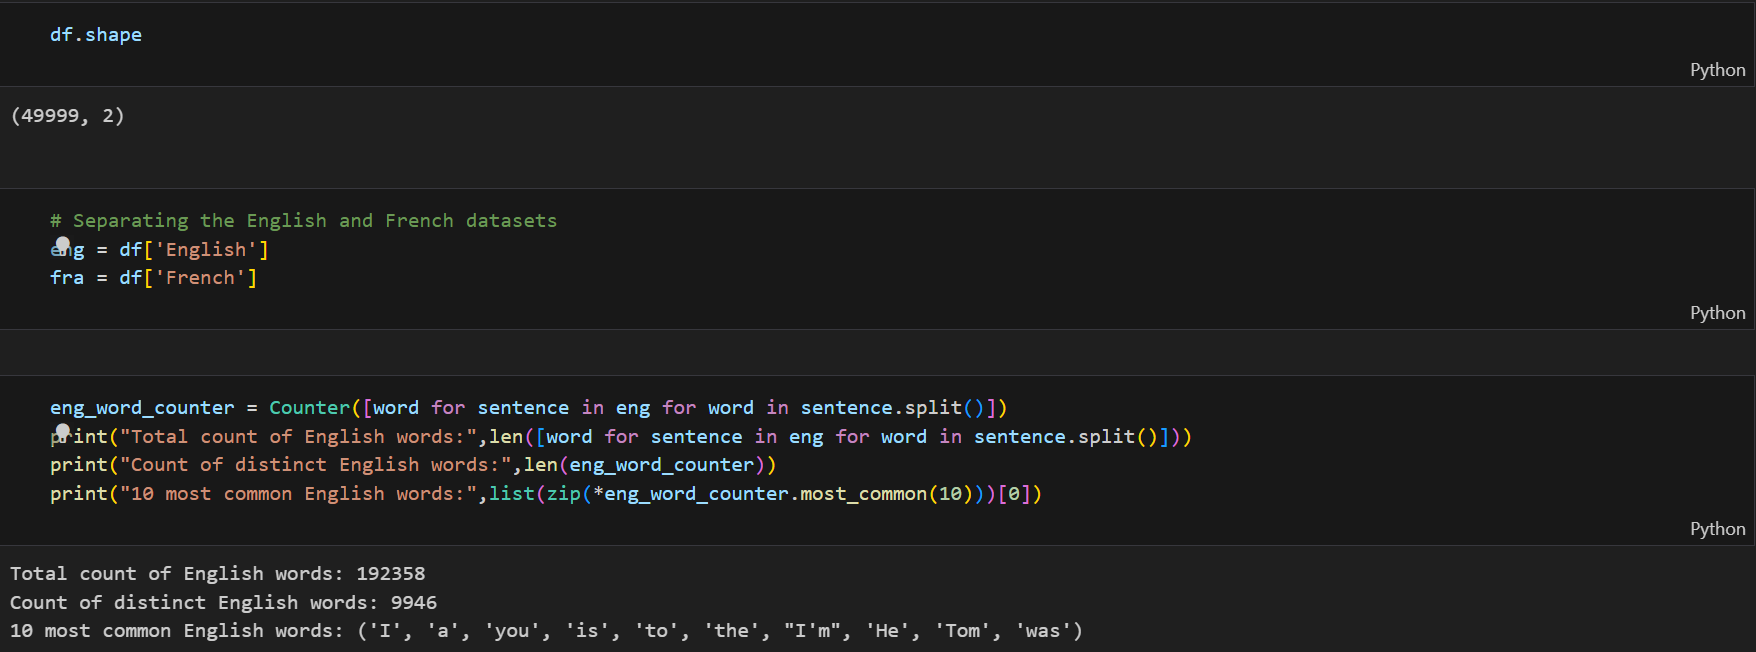 df.shape
Python
(49999, 2)
# Separating the English and French datasets
eng = df['English']
fra = df['French']
Python
eng_word_counter = Counter([word for sentence in eng for word in sentence.split()])
print("Total count of English words:",len([word for sentence in eng for word in sentence.split()]))
print("Count of distinct English words:",len(eng_word_counter))
print("10 most common English words:",list(zip(*eng_word_counter.most_common(10)))[0])
Python
Total count of English words: 192358
Count of distinct English words: 9946
10 most common English words: ('I', 'a', 'you', 'is', 'to', 'the', "I'm", 'He', 'Tom', 'was')